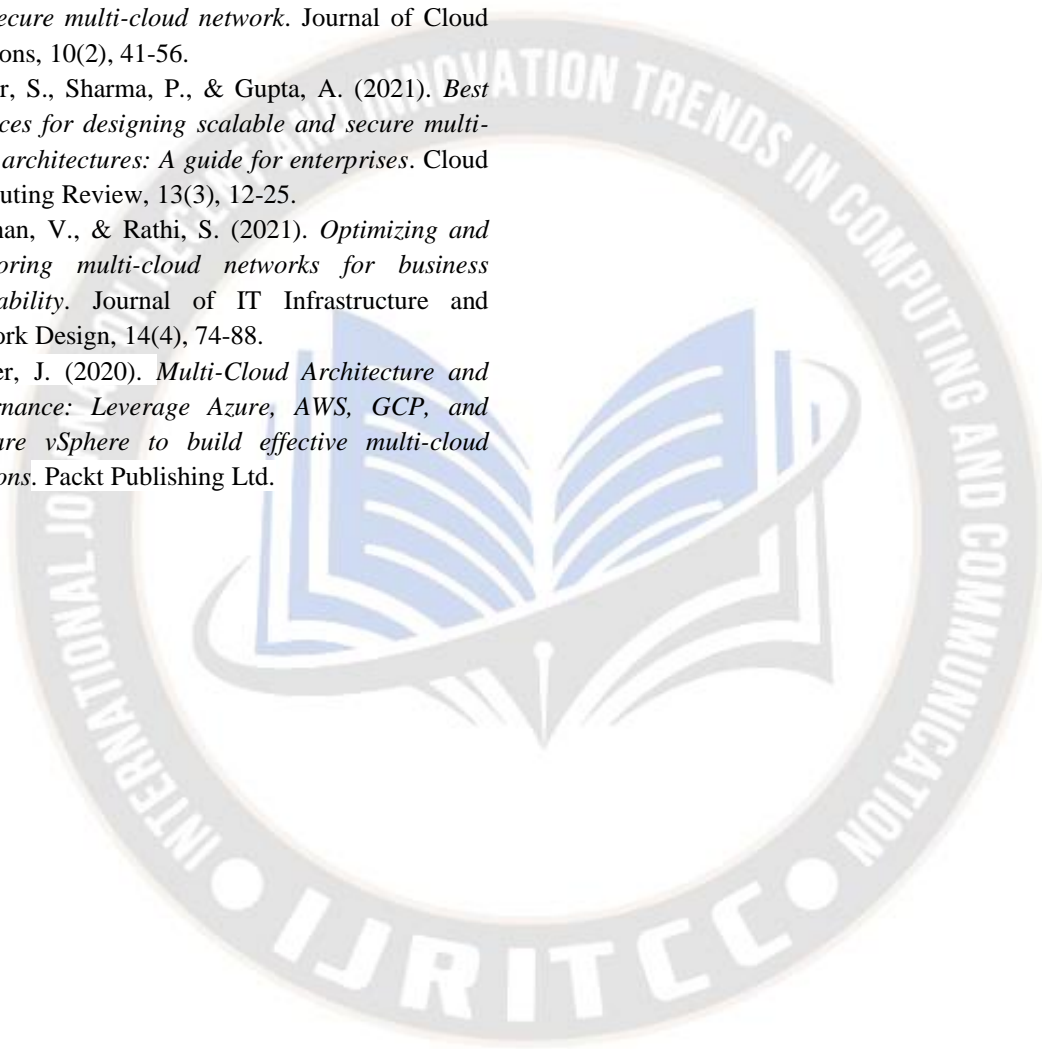 ecure multi-cloud network. Journal of Cloud
ons, 10(2), 41-56.
r, S., Sharma, P., & Gupta, A. (2021). Best
ces for designing scalable and secure multi-
architectures: A guide for enterprises. Cloud
uting Review, 13(3), 12-25.
nan, V., & Rathi, S. (2021). Optimizing and
oring multi-cloud networks for business
ability. Journal of IT Infrastructure and
ork Design, 14(4), 74-88.
er, J. (2020). Multi-Cloud Architecture and
rnance: Leverage Azure, AWS, GCP, and
are vSphere to build effective multi-cloud
ons. Packt Publishing Ltd.
INTERNATIONAL JO NA ON RECENT AND INNOVATION TRENDS IN COMPUTING AND COMMUNICATION
IJRITCC